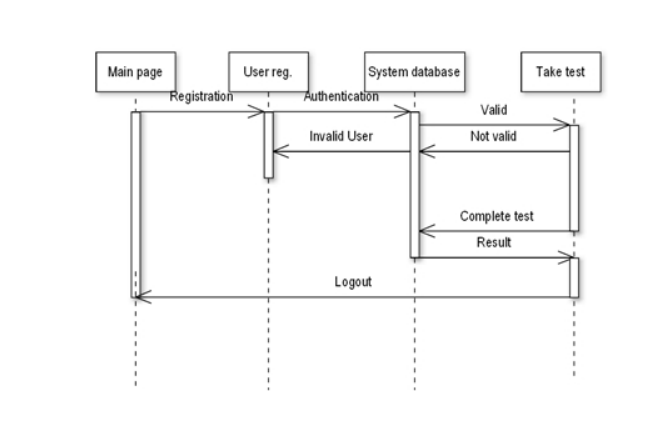 Main page
User reg.
System database
Take test
Registration
Authentication
Valid
Invalid User
Not valid
Complete test
Result
Logout